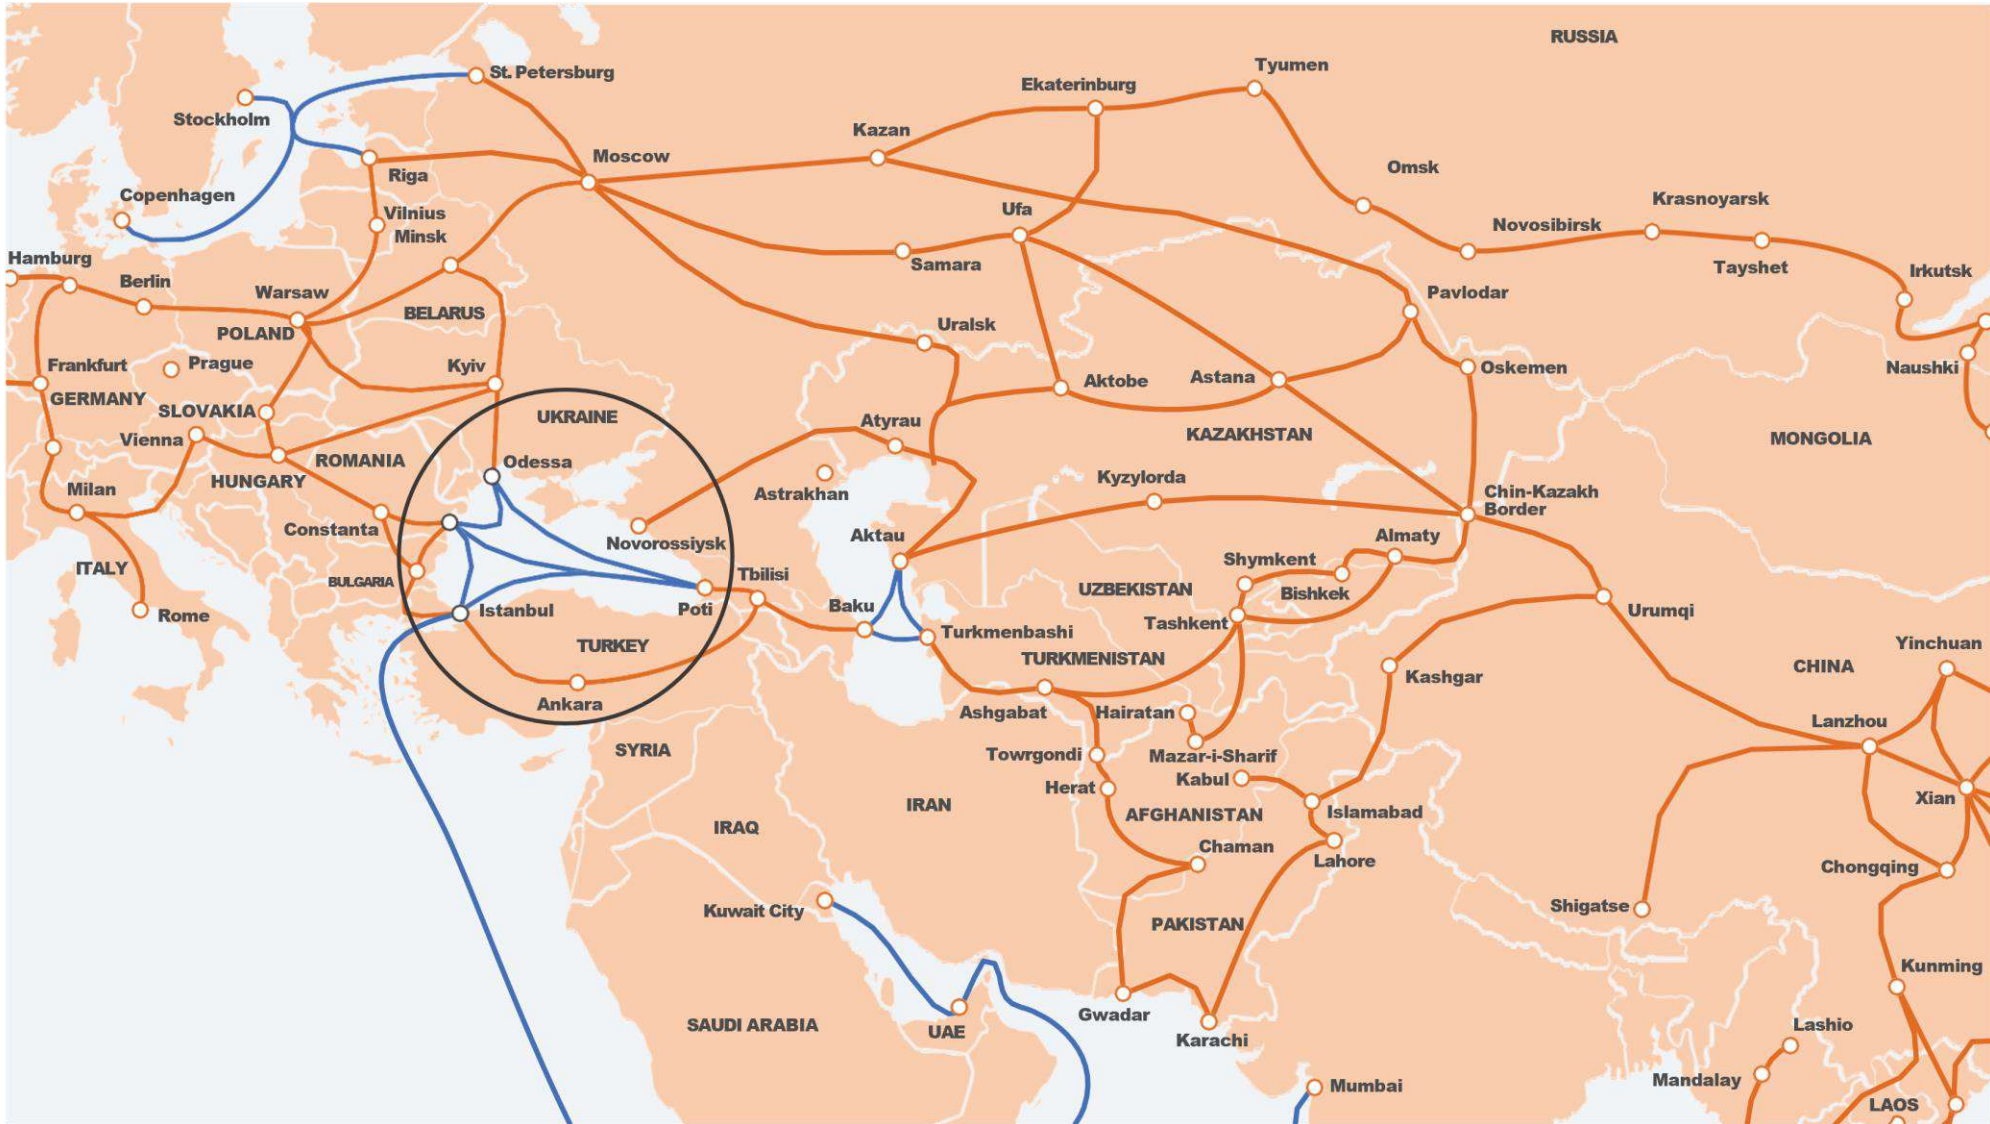 RUSSIA
Tyumen
St. Petersburg
Ekaterinburg
Stockholm
Kazan
Moscow
Omsk
Riga
Copenhagen
Krasnoyarsk
Vilnius
Ufa
Novosibirsk
Minsk
Hamburg
Samara
Tayshet
Irkutsk
Berlin
Warsaw
Pavlodar
BELARUS
POLAND
Uralsk
Frankfurt
Prague
Kyiv
Oskemen
Naushki
Aktobe
Astana
GERMANY
SLOVAKIA
UKRAINE
Atyrau
Vienna
KAZAKHSTAN
MONGOLIA
ROMANIA
Odessa
HUNGARY
Kyzylorda
Milan
Astrakhan
Chin-Kazakh
Border
Constanta
Aktau
Almaty
Novorossiysk
ITALY
Shymkent
BULGARIA
Tbilisi
UZBEKISTAN
Bishkek
Rome
Istanbul
Poti
Baku
Urumqi
Tashkent
Turkmenbashi
TURKEY
Yinchuan
TURKMENISTAN
CHINA
Kashgar
Ankara
Ashgabat
Hairatan
Lanzhou
SYRIA
Towrgondi
Mazar-i-Sharif
Kabul
Herat
Xian
IRAN
AFGHANISTAN
Islamabad
IRAQ
Chaman
Lahore
Chongqing
Kuwait City
Shigatse
PAKISTAN
Kunming
Gwadar
SAUDI ARABIA
UAE
Lashio
Karachi
Mandalay
Mumbai
LAOS